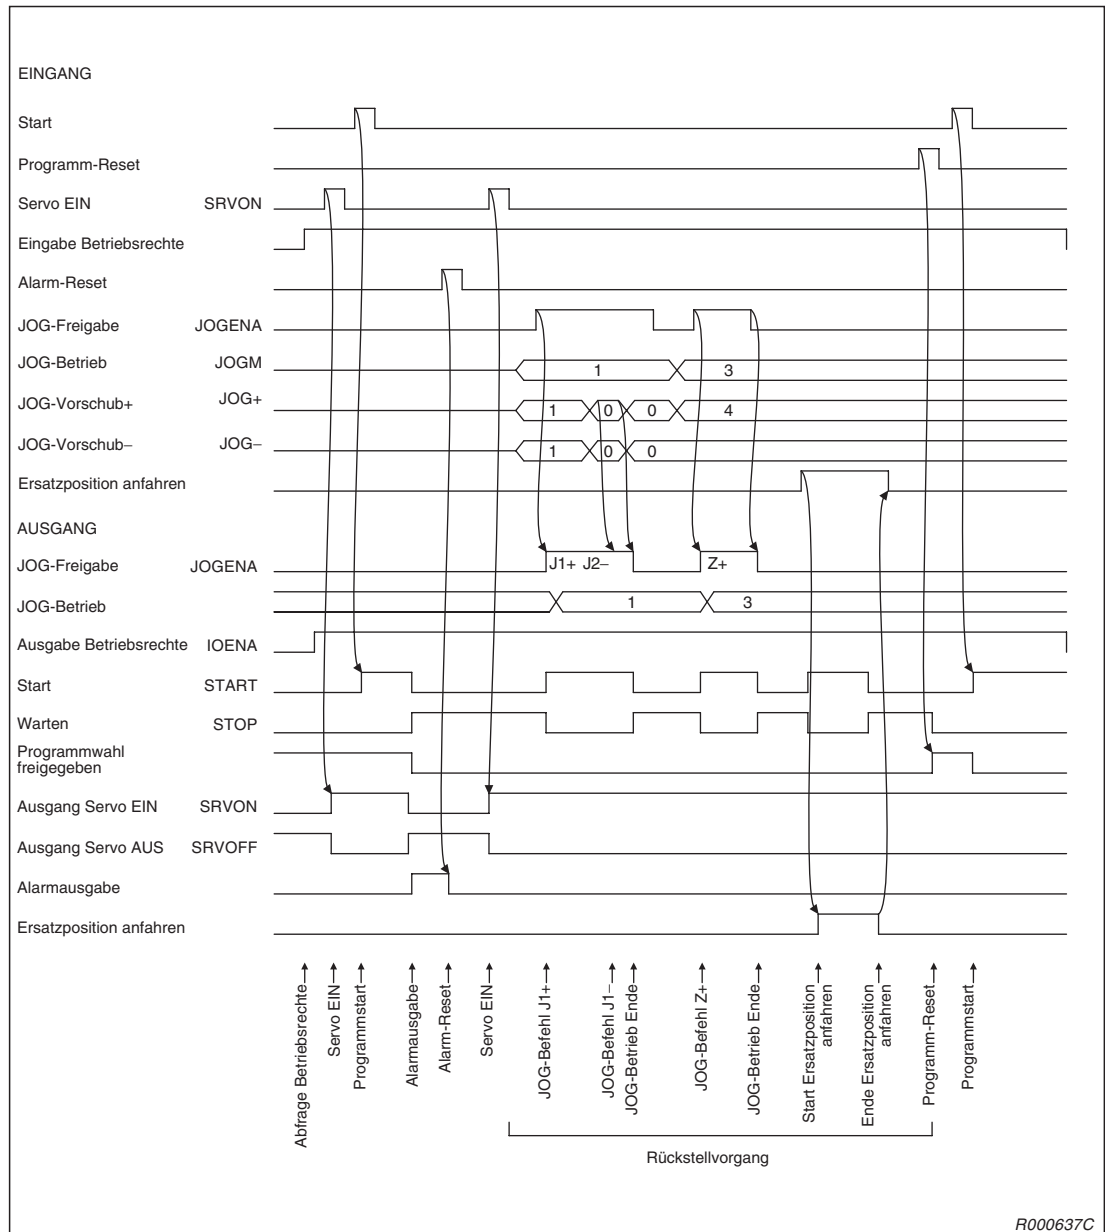 EINGANG
Start
Programm-Reset
Servo EIN SRVON
Eingabe Betriebsrechte
Alarm-Reset
JOG-Freigabe JOGENA
JOG-Betrieb JOGM 1 3
JOG-Vorschub+ JOG+ 1 0 0 4
JOG-Vorschub– JOG– 1 0 0
Ersatzposition anfahren
AUSGANG
JOG-Freigabe JOGENA J1+ J2– Z+
JOG-Betrieb 1 3
Ausgabe Betriebsrechte IOENA
Start START
Warten STOP
Programmwahl
freigegeben
Ausgang Servo EIN SRVON
Ausgang Servo AUS SRVOFF
Alarmausgabe
Ersatzposition anfahren
Abfrage Betriebsrechte
Servo EIN
Programmstart
Alarmausgabe
Alarm-Reset
Servo EIN
JOG-Befehl J1+
JOG-Befehl J1–
JOG-Betrieb Ende
JOG-Befehl Z+
JOG-Betrieb Ende
Start Ersatzposition
anfahren
Ende Ersatzposition
anfahren
Programm-Reset
Programmstart
Rückstellvorgang
R000637C